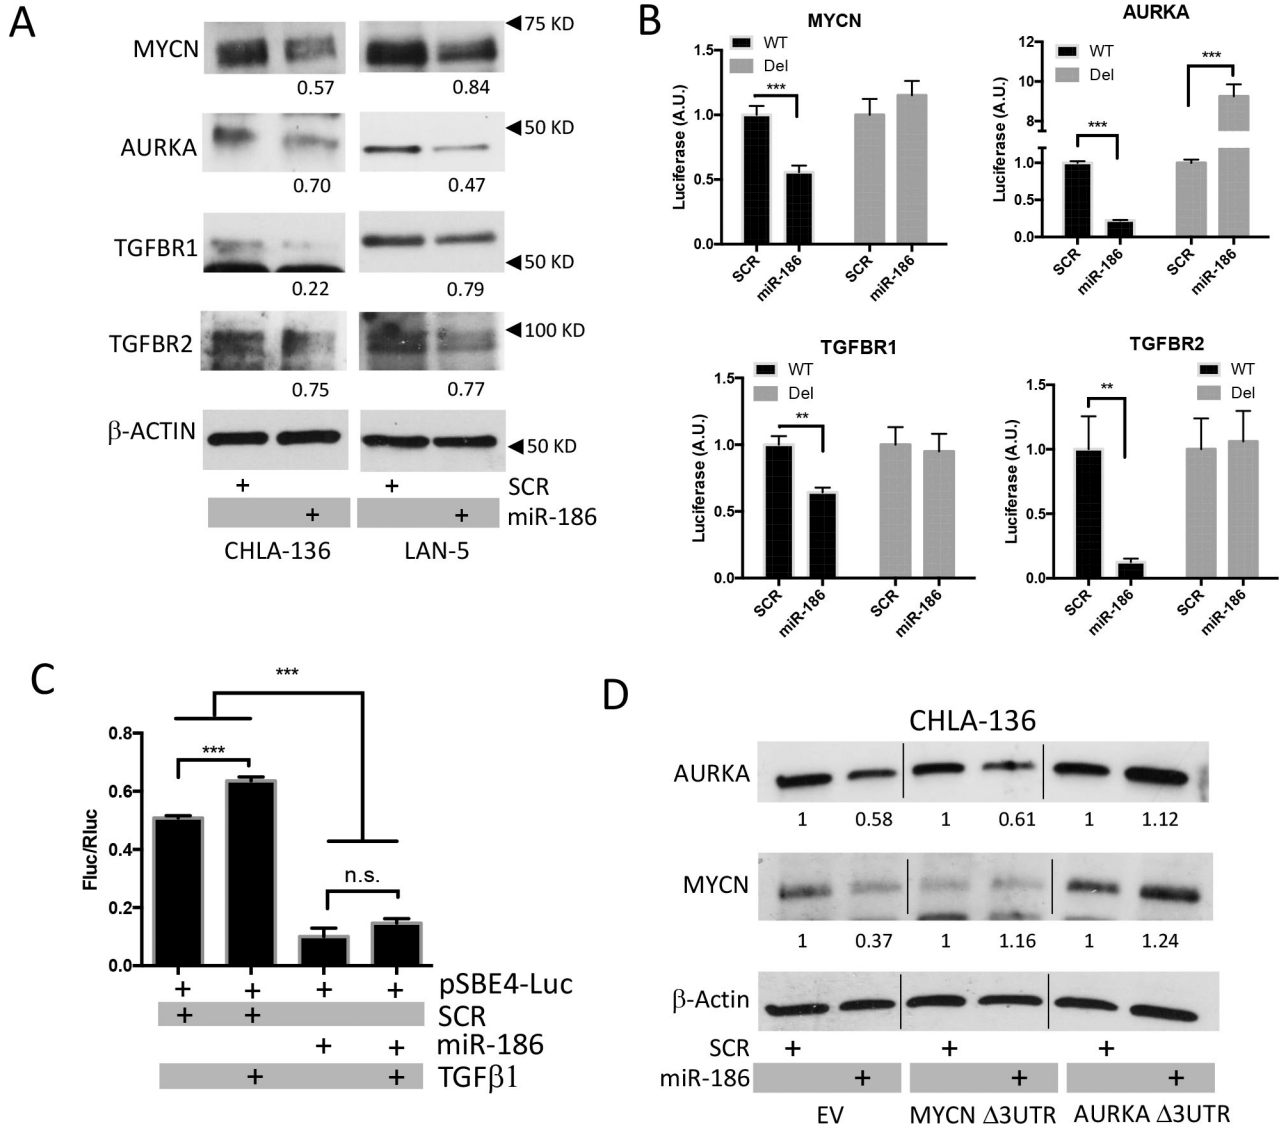 A
MYCN
◄75 KD
0.57 0.84
AURKA
◄50 KD
0.70 0.47
TGFBR1
◄50 KD
0.22 0.79
TGFBR2
◄100 KD
0.75 0.77
β-ACTIN
◄50 KD
+ + SCR
+ + miR-186
CHLA-136 LAN-5
B
MYCN
WT
Del
Luciferase (A.U.)
1.5
1.0
0.5
0.0
***
SCR miR-186 SCR miR-186
AURKA
WT
Del
Luciferase (A.U.)
12
10
8
1.0
0.5
0.0
*** ***
SCR miR-186 SCR miR-186
TGFBR1
WT
Del
Luciferase (A.U.)
1.5
1.0
0.5
0.0
**
SCR miR-186 SCR miR-186
TGFBR2
WT
Del
Luciferase (A.U.)
1.5
1.0
0.5
0.0
**
SCR miR-186 SCR miR-186
C
***
***
n.s.
Fluc/Rluc
0.8
0.6
0.4
0.2
0.0
+ + + + pSBE4-Luc
+ + SCR
+ + miR-186
+ + TGFβ1
D
CHLA-136
AURKA
1 0.58 1 0.61 1 1.12
MYCN
1 0.37 1 1.16 1 1.24
β-Actin
SCR + + +
miR-186 + + +
EV MYCN Δ3UTR AURKA Δ3UTR